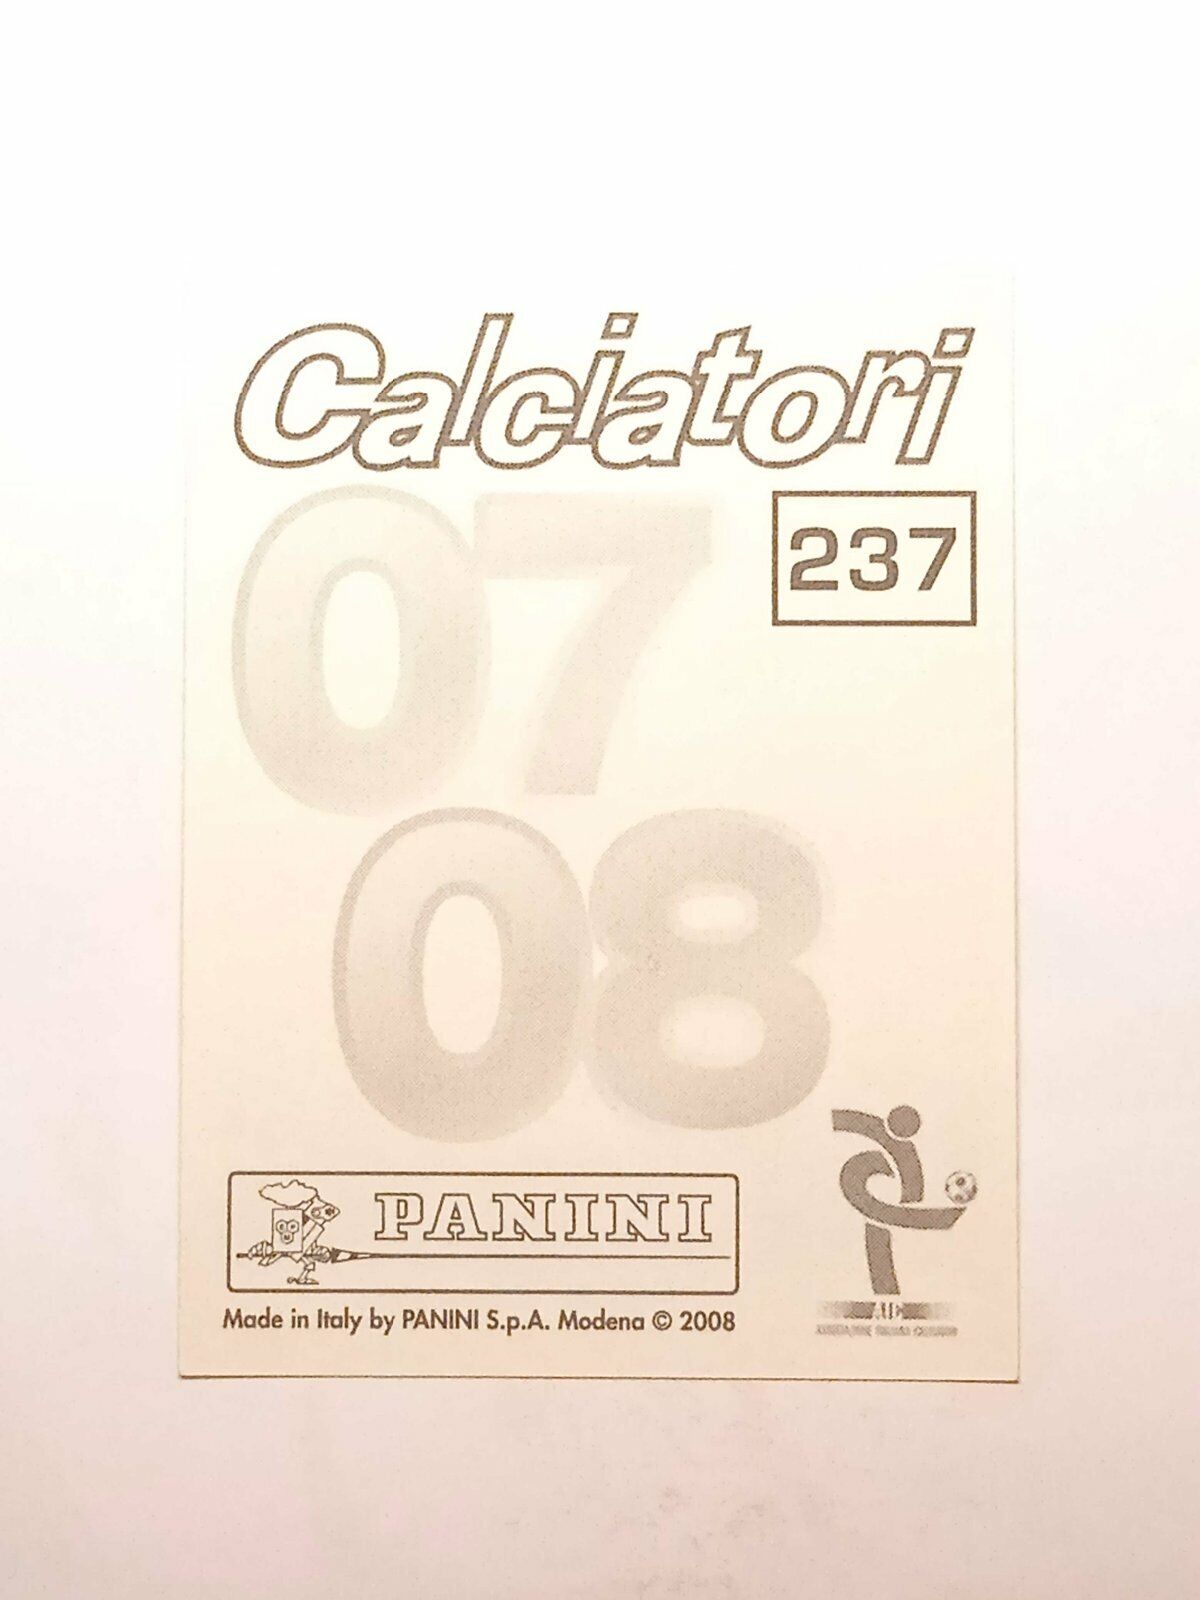 Calciatori
07
237
08
PANINI
Made in Italy by PANINI S.p.A. Modena © 2008